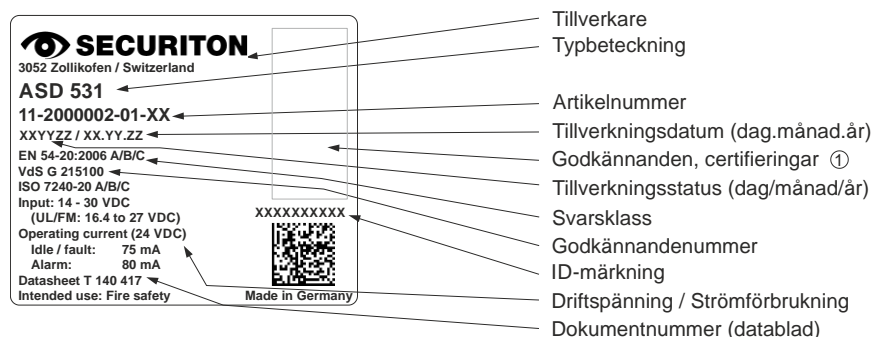 SECURITON
3052 Zollikofen / Switzerland
ASD 531
11-2000002-01-XX
XXYYZZ / XX.YY.ZZ
EN 54-20:2006 A/B/C
VdS G 215100
ISO 7240-20 A/B/C
Input: 14 - 30 VDC
(UL/FM: 16.4 to 27 VDC)
Operating current (24 VDC)
Idle / fault: 75 mA
Alarm: 80 mA
Datasheet T 140 417
Intended use: Fire safety
XXXXXXXXXX
Made in Germany
Tillverkare
Typbeteckning
Artikelnummer
Tillverkningsdatum (dag.månad.år)
Godkännanden, certifieringar ①
Tillverkningsstatus (dag/månad/år)
Svarsklass
Godkännandenummer
ID-märkning
Driftspänning / Strömförbrukning
Dokumentnummer (datablad)